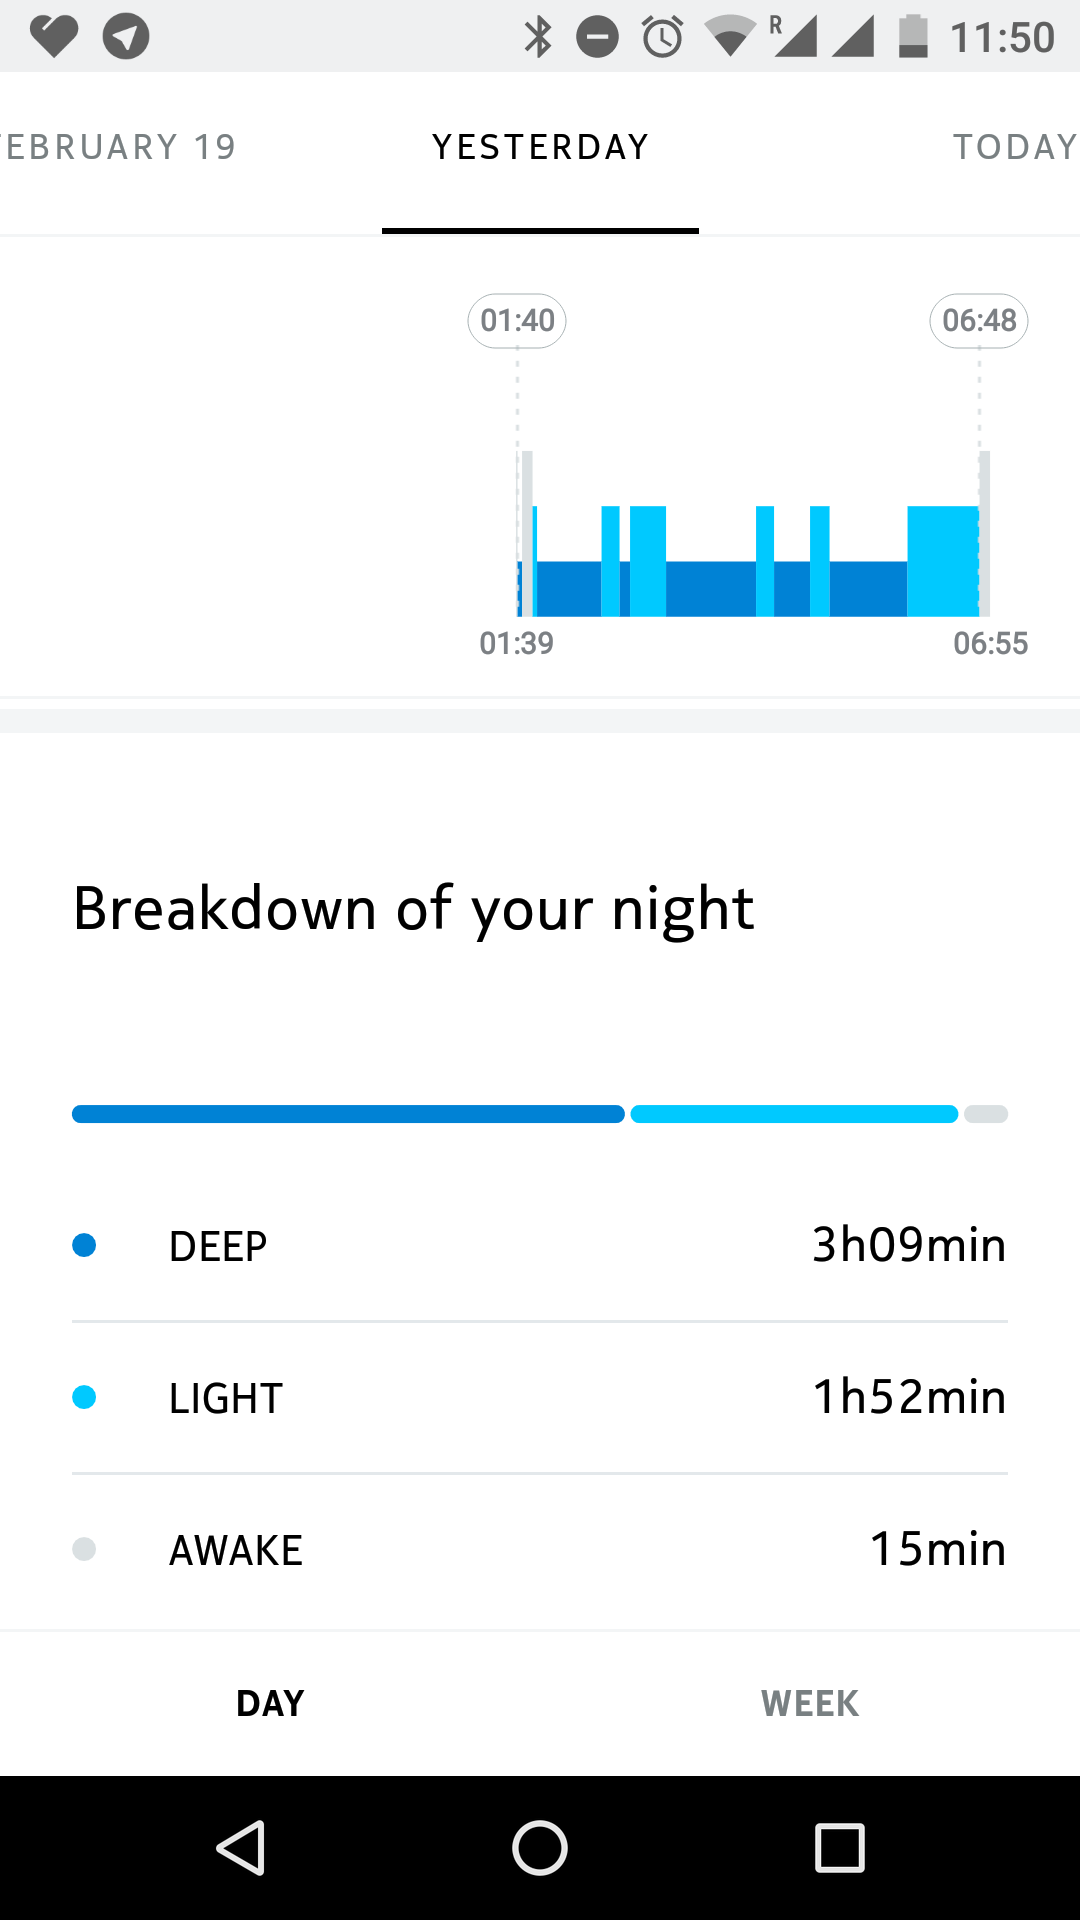 R 11:50
FEBRUARY 19 YESTERDAY TODAY
01:40 06:48
01:39 06:55
Breakdown of your night
DEEP 3h09min
LIGHT 1h52min
AWAKE 15min
DAY WEEK